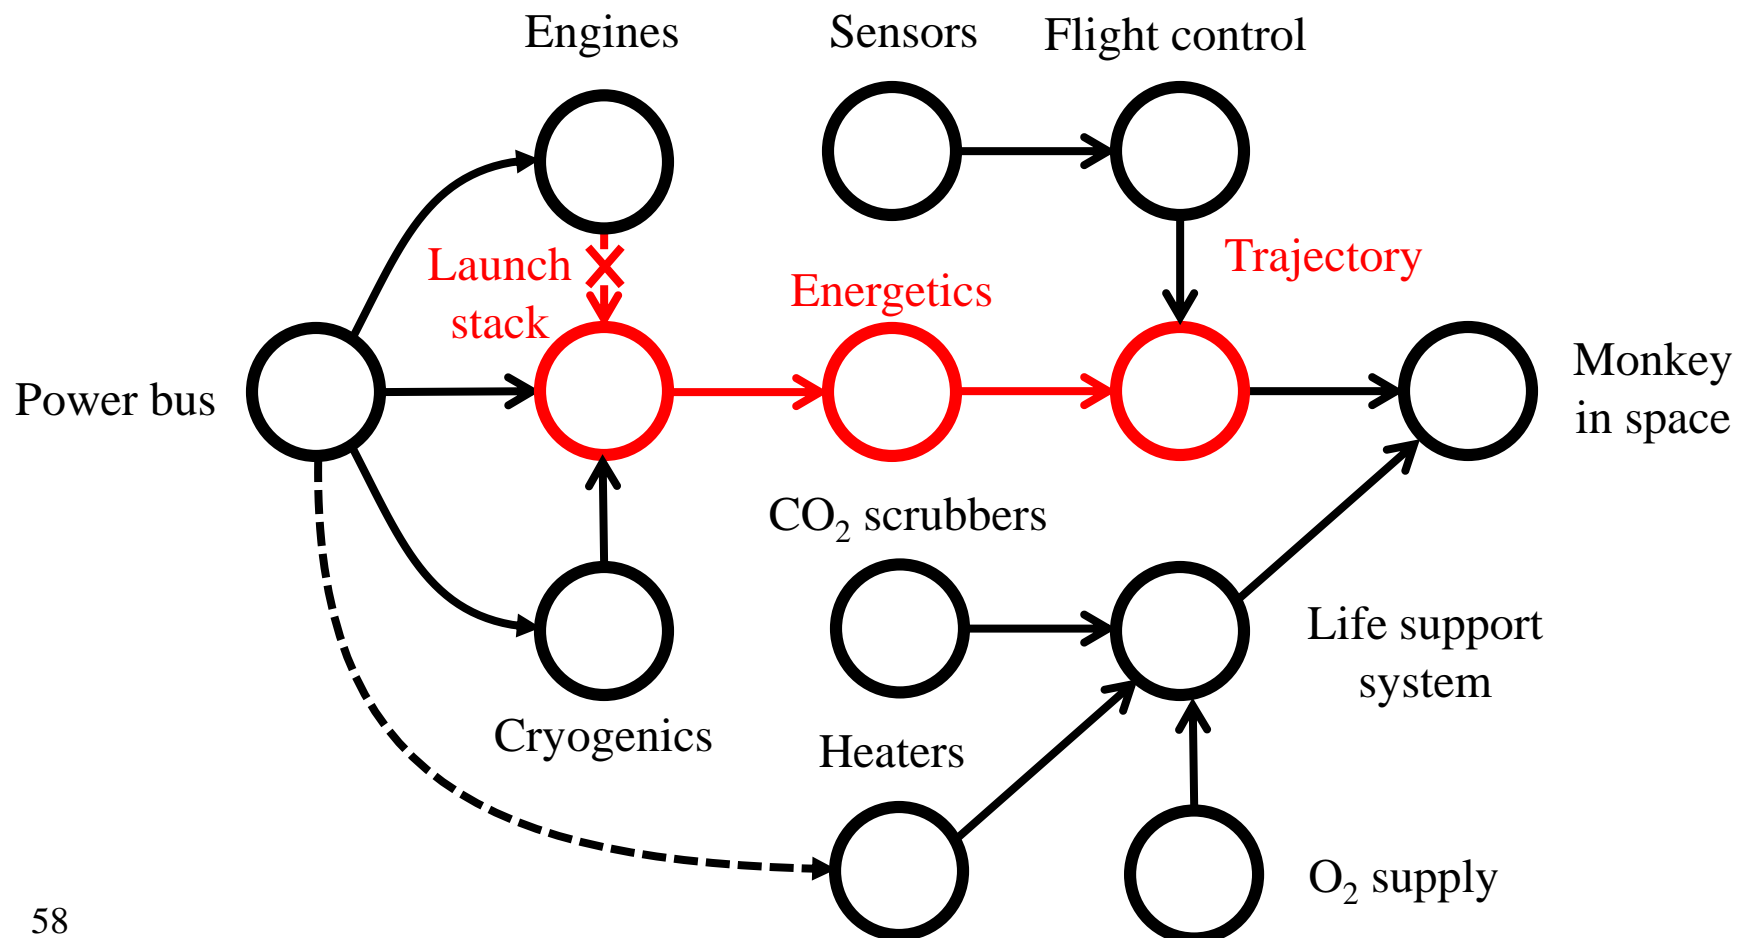 Engines
Sensors
Flight control
Launch
stack
Energetics
Trajectory
Power bus
Monkey
in space
CO₂ scrubbers
Life support
system
Cryogenics
Heaters
O₂ supply
58